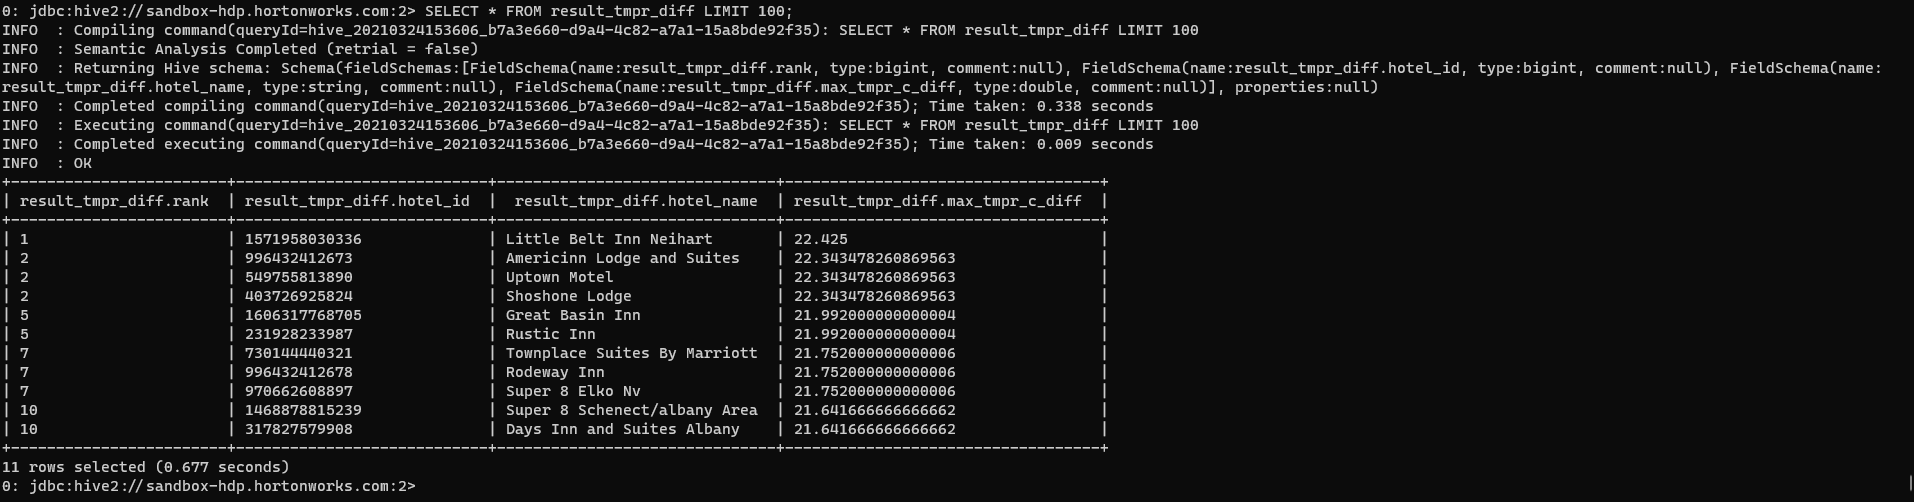 0: jdbc:hive2://sandbox-hdp.hortonworks.com:2> SELECT * FROM result_tmpr_diff LIMIT 100;
INFO  : Compiling command(queryId=hive_20210324153606_b7a3e660-d9a4-4c82-a7a1-15a8bde92f35): SELECT * FROM result_tmpr_diff LIMIT 100
INFO  : Semantic Analysis Completed (retrial = false)
INFO  : Returning Hive schema: Schema(fieldSchemas:[FieldSchema(name:result_tmpr_diff.rank, type:bigint, comment:null), FieldSchema(name:result_tmpr_diff.hotel_id, type:bigint, comment:null), FieldSchema(name:
result_tmpr_diff.hotel_name, type:string, comment:null), FieldSchema(name:result_tmpr_diff.max_tmpr_c_diff, type:double, comment:null)], properties:null)
INFO  : Completed compiling command(queryId=hive_20210324153606_b7a3e660-d9a4-4c82-a7a1-15a8bde92f35); Time taken: 0.338 seconds
INFO  : Executing command(queryId=hive_20210324153606_b7a3e660-d9a4-4c82-a7a1-15a8bde92f35): SELECT * FROM result_tmpr_diff LIMIT 100
INFO  : Completed executing command(queryId=hive_20210324153606_b7a3e660-d9a4-4c82-a7a1-15a8bde92f35); Time taken: 0.009 seconds
INFO  : OK
+------------------------+----------------------------+-------------------------------+-----------------------------------+
| result_tmpr_diff.rank  | result_tmpr_diff.hotel_id  |  result_tmpr_diff.hotel_name  | result_tmpr_diff.max_tmpr_c_diff  |
+------------------------+----------------------------+-------------------------------+-----------------------------------+
| 1                      | 1571958030336              | Little Belt Inn Neihart       | 22.425                            |
| 2                      | 996432412673               | Americinn Lodge and Suites    | 22.343478260869563                |
| 2                      | 549755813890               | Uptown Motel                  | 22.343478260869563                |
| 2                      | 403726925824               | Shoshone Lodge                | 22.343478260869563                |
| 5                      | 1606317768705              | Great Basin Inn               | 21.992000000000004                |
| 5                      | 231928233987               | Rustic Inn                    | 21.992000000000004                |
| 7                      | 730144440321               | Townplace Suites By Marriott  | 21.752000000000006                |
| 7                      | 996432412678               | Rodeway Inn                   | 21.752000000000006                |
| 7                      | 970662608897               | Super 8 Elko Nv               | 21.752000000000006                |
| 10                     | 1468878815239              | Super 8 Schenect/albany Area  | 21.641666666666662                |
| 10                     | 317827579908               | Days Inn and Suites Albany    | 21.641666666666662                |
+------------------------+----------------------------+-------------------------------+-----------------------------------+
11 rows selected (0.677 seconds)
0: jdbc:hive2://sandbox-hdp.hortonworks.com:2>